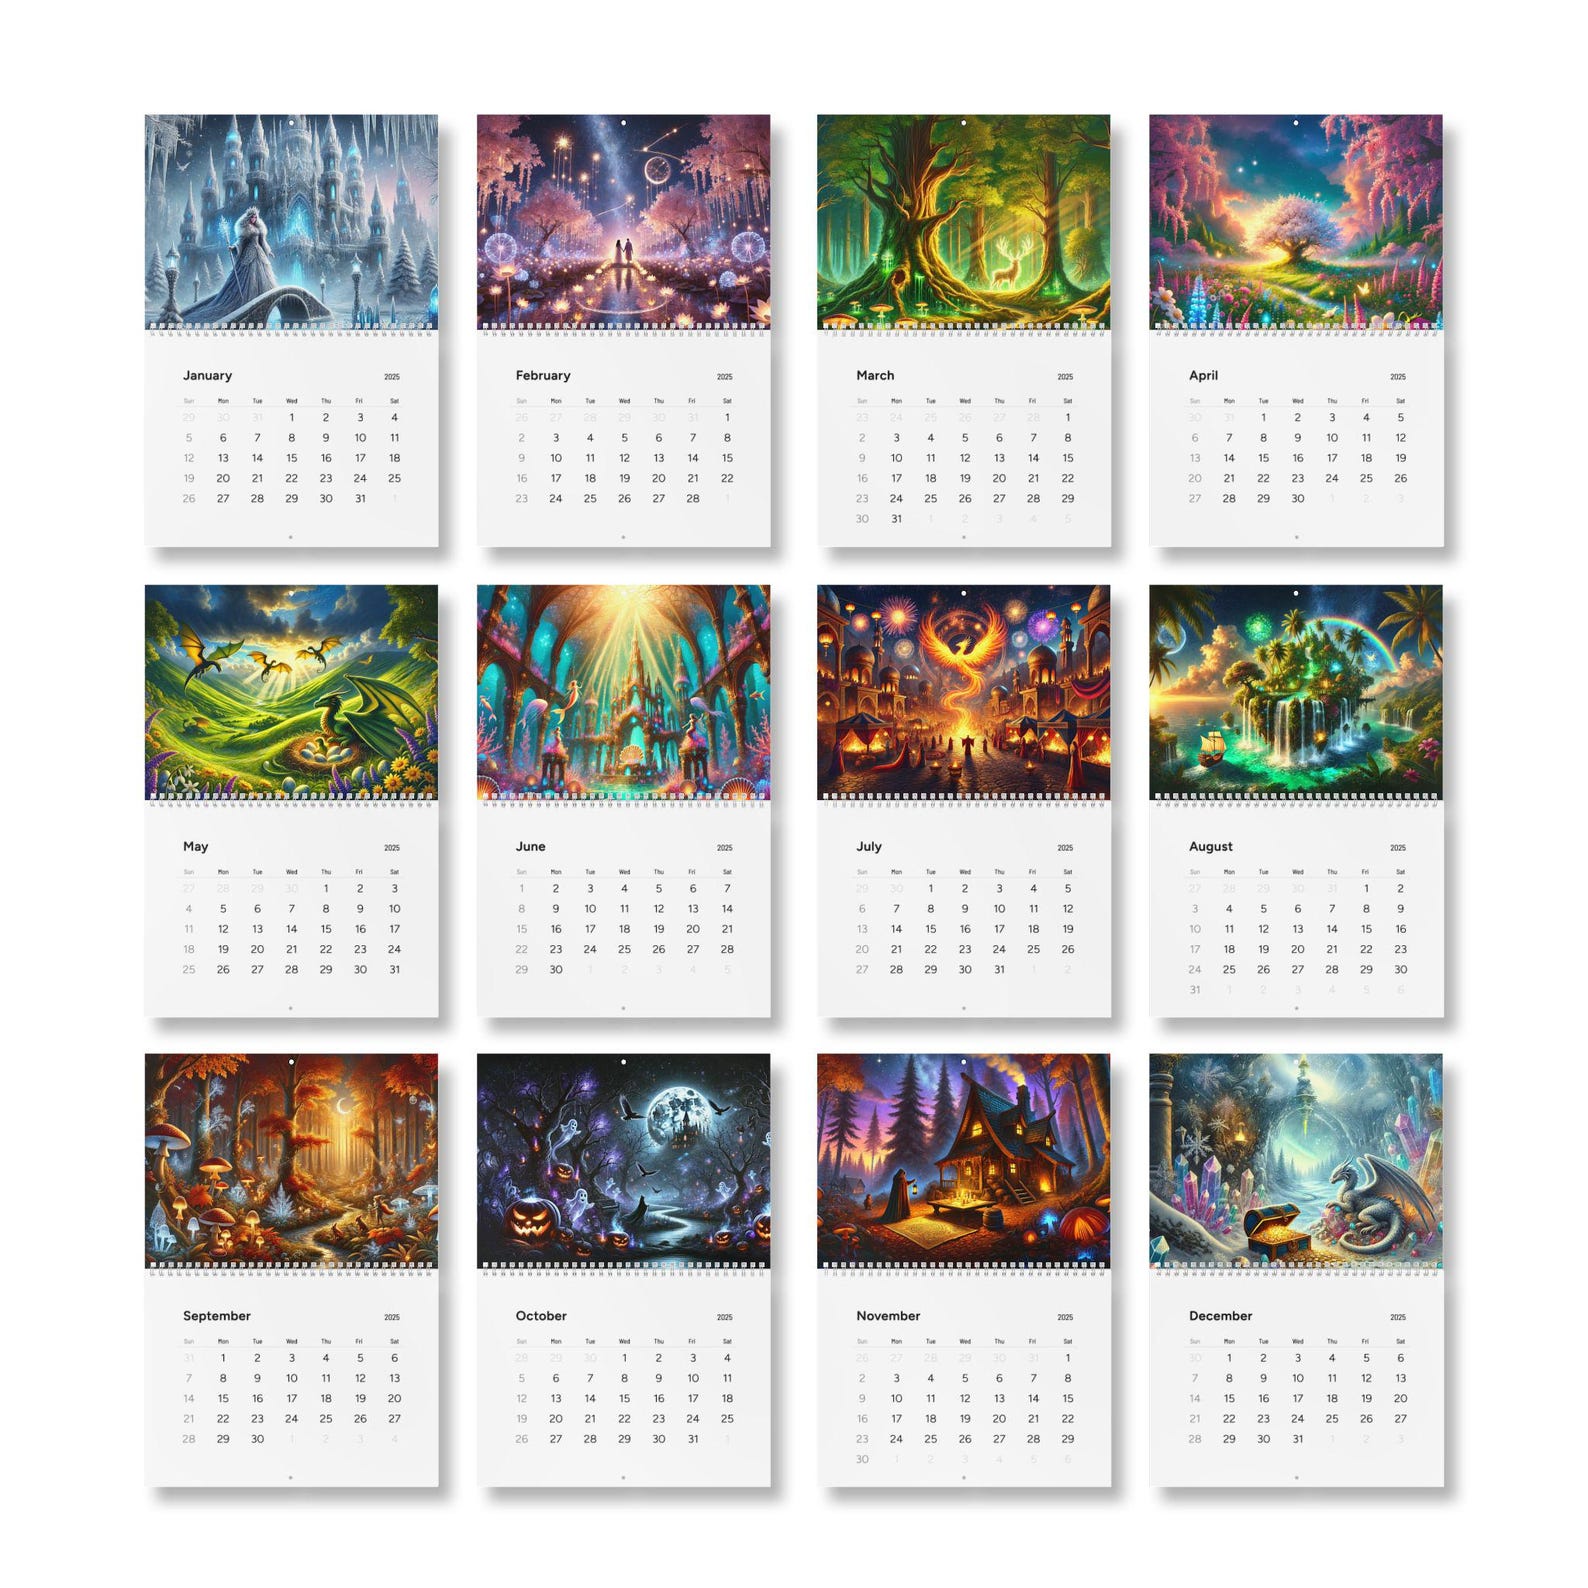 January 2025
Sun Mon Tue Wed Thu Fri Sat
29 30 31 1 2 3 4
5 6 7 8 9 10 11
12 13 14 15 16 17 18
19 20 21 22 23 24 25
26 27 28 29 30 31 1
February 2025
Sun Mon Tue Wed Thu Fri Sat
26 27 28 29 30 31 1
2 3 4 5 6 7 8
9 10 11 12 13 14 15
16 17 18 19 20 21 22
23 24 25 26 27 28 1
March 2025
Sun Mon Tue Wed Thu Fri Sat
23 24 25 26 27 28 1
2 3 4 5 6 7 8
9 10 11 12 13 14 15
16 17 18 19 20 21 22
23 24 25 26 27 28 29
30 31 1 2 3 4 5
April 2025
Sun Mon Tue Wed Thu Fri Sat
30 31 1 2 3 4 5
6 7 8 9 10 11 12
13 14 15 16 17 18 19
20 21 22 23 24 25 26
27 28 29 30 1 2 3
May 2025
Sun Mon Tue Wed Thu Fri Sat
27 28 29 30 1 2 3
4 5 6 7 8 9 10
11 12 13 14 15 16 17
18 19 20 21 22 23 24
25 26 27 28 29 30 31
June 2025
Sun Mon Tue Wed Thu Fri Sat
1 2 3 4 5 6 7
8 9 10 11 12 13 14
15 16 17 18 19 20 21
22 23 24 25 26 27 28
29 30 1 2 3 4 5
July 2025
Sun Mon Tue Wed Thu Fri Sat
29 30 1 2 3 4 5
6 7 8 9 10 11 12
13 14 15 16 17 18 19
20 21 22 23 24 25 26
27 28 29 30 31 1 2
August 2025
Sun Mon Tue Wed Thu Fri Sat
27 28 29 30 31 1 2
3 4 5 6 7 8 9
10 11 12 13 14 15 16
17 18 19 20 21 22 23
24 25 26 27 28 29 30
31 1 2 3 4 5 6
September 2025
Sun Mon Tue Wed Thu Fri Sat
31 1 2 3 4 5 6
7 8 9 10 11 12 13
14 15 16 17 18 19 20
21 22 23 24 25 26 27
28 29 30 1 2 3 4
October 2025
Sun Mon Tue Wed Thu Fri Sat
28 29 30 1 2 3 4
5 6 7 8 9 10 11
12 13 14 15 16 17 18
19 20 21 22 23 24 25
26 27 28 29 30 31 1
November 2025
Sun Mon Tue Wed Thu Fri Sat
26 27 28 29 30 31 1
2 3 4 5 6 7 8
9 10 11 12 13 14 15
16 17 18 19 20 21 22
23 24 25 26 27 28 29
30 1 2 3 4 5 6
December 2025
Sun Mon Tue Wed Thu Fri Sat
30 1 2 3 4 5 6
7 8 9 10 11 12 13
14 15 16 17 18 19 20
21 22 23 24 25 26 27
28 29 30 31 1 2 3